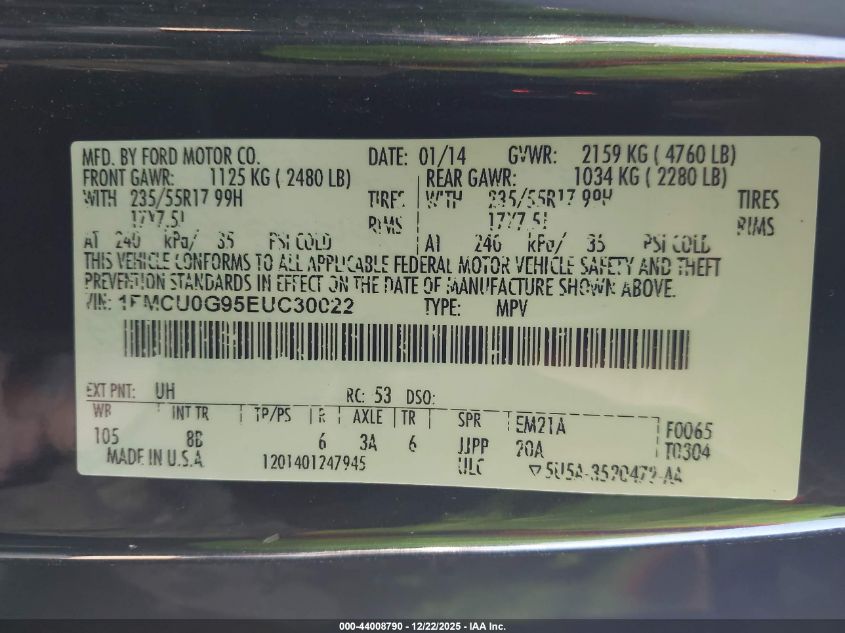 MFD. BY FORD MOTOR CO. DATE: 01/14 GVWR: 2159 KG ( 4760 LB)
FRONT GAWR: 1125 KG ( 2480 LB) REAR GAWR: 1034 KG ( 2280 LB)
WITH 235/55R17 99H TIRES WITH 235/55R17 99H TIRES
17X7.5J RIMS 17X7.5J RIMS
AT 240 kPa/ 35 PSI COLD AT 240 kPa/ 35 PSI COLD
THIS VEHICLE CONFORMS TO ALL APPLICABLE FEDERAL MOTOR VEHICLE SAFETY AND THEFT
PREVENTION STANDARDS IN EFFECT ON THE DATE OF MANUFACTURE SHOWN ABOVE.
VIN: 1FMCU0G95EUC30022 TYPE: MPV
EXT PNT: UH RC: 53 DSO:
WB INT TR TP/PS R AXLE TR SPR EM21A F0065
105 8B 6 3A 6 JJPP 20A T0304
MADE IN U.S.A 1201401247945 ULC 5U5A-3520472-AA
000-44008790 - 12/22/2025 - IAA Inc.